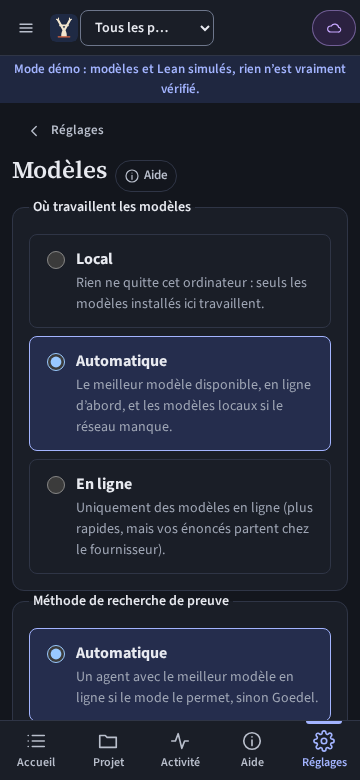 Tous les p…
Mode démo : modèles et Lean simulés, rien n’est vraiment
vérifié.
Réglages
Modèles
Aide
Où travaillent les modèles
Local
Rien ne quitte cet ordinateur : seuls les
modèles installés ici travaillent.
Automatique
Le meilleur modèle disponible, en ligne
d’abord, et les modèles locaux si le
réseau manque.
En ligne
Uniquement des modèles en ligne (plus
rapides, mais vos énoncés partent chez
le fournisseur).
Méthode de recherche de preuve
Automatique
Un agent avec le meilleur modèle en
ligne si le mode le permet, sinon Goedel.
Accueil
Projet
Activité
Aide
Réglages